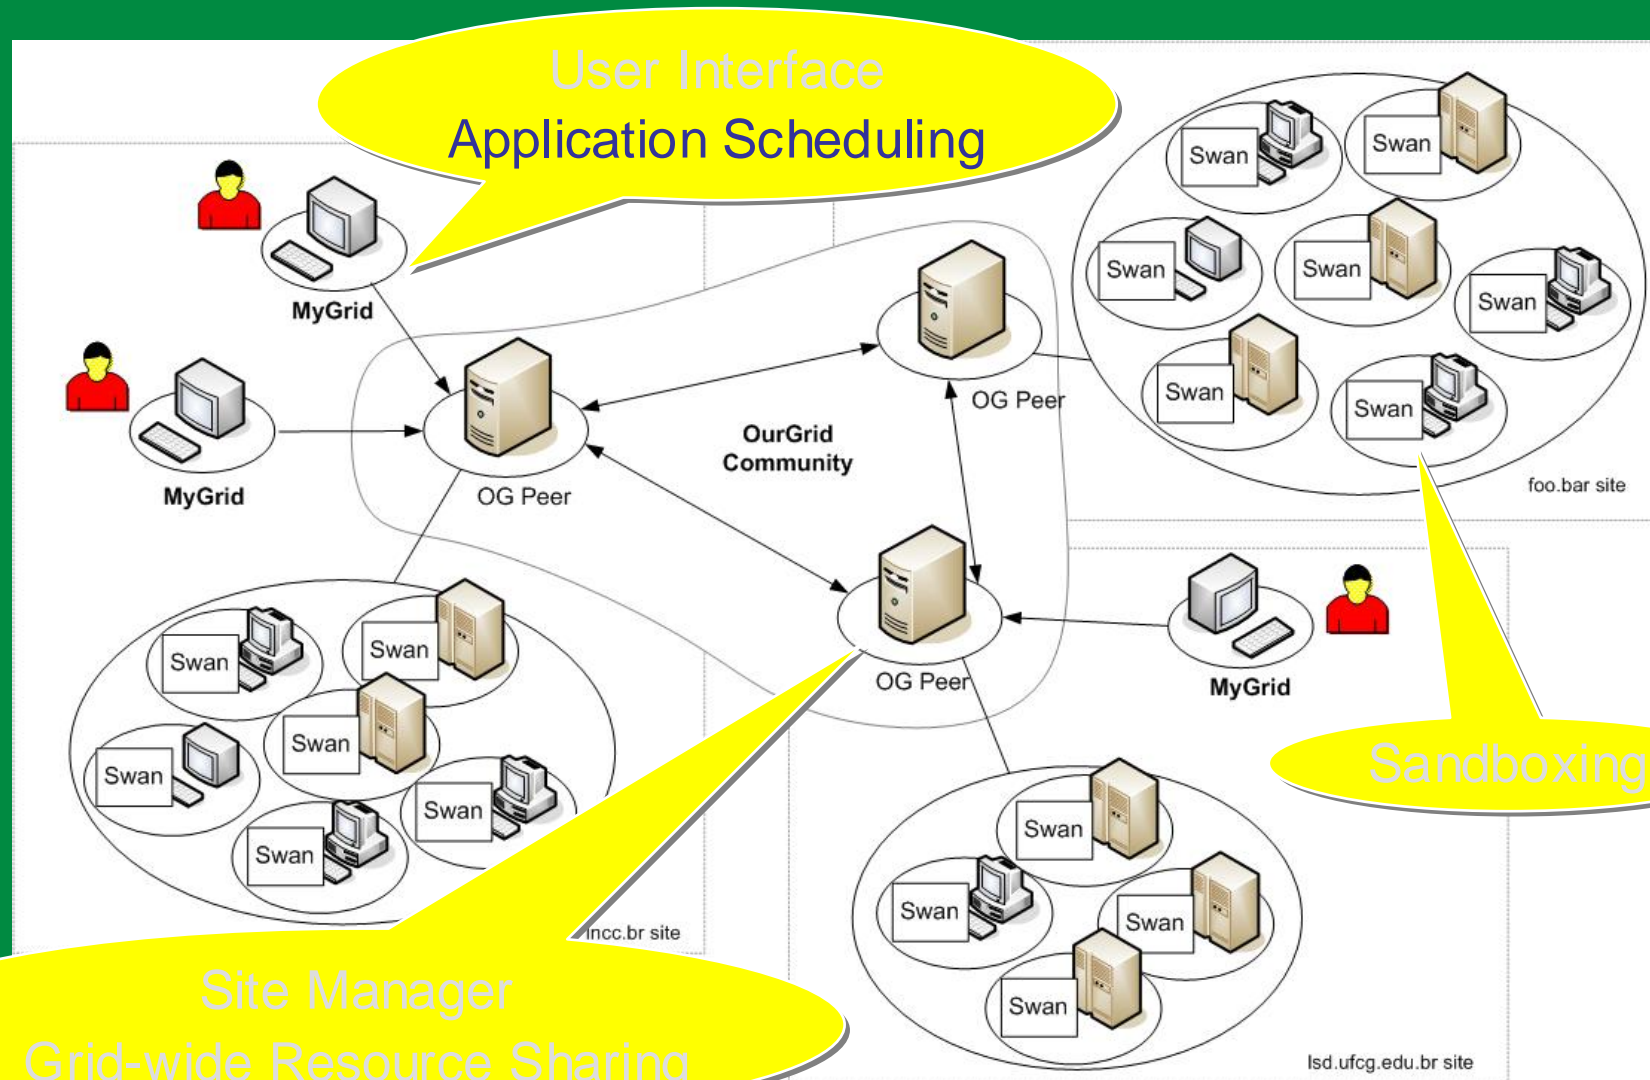 User Interface
Application Scheduling
MyGrid
MyGrid
OG Peer
OG Peer
OurGrid
Community
Swan
Swan
Swan
Swan
Swan
Swan
Swan
foo.bar site
OG Peer
MyGrid
Swan
Swan
Swan
Swan
Swan
Swan
lncc.br site
Sandboxing
Swan
Swan
Swan
Swan
lsd.ufcg.edu.br site
Site Manager
Grid-wide Resource Sharing